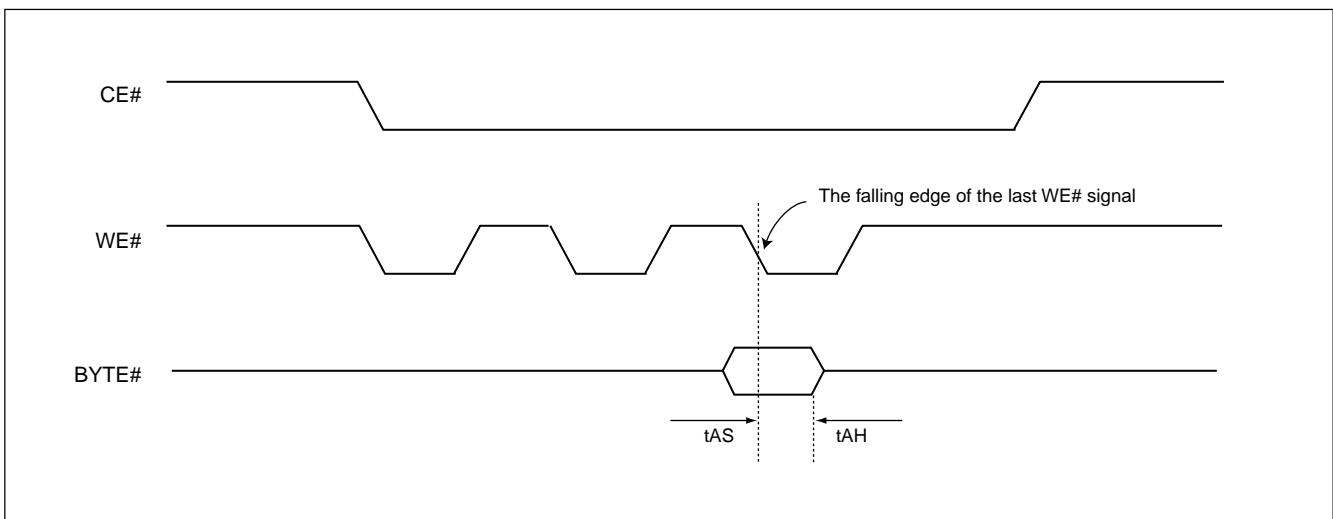 CE#
The falling edge of the last WE# signal
WE#
BYTE#
tAS
tAH